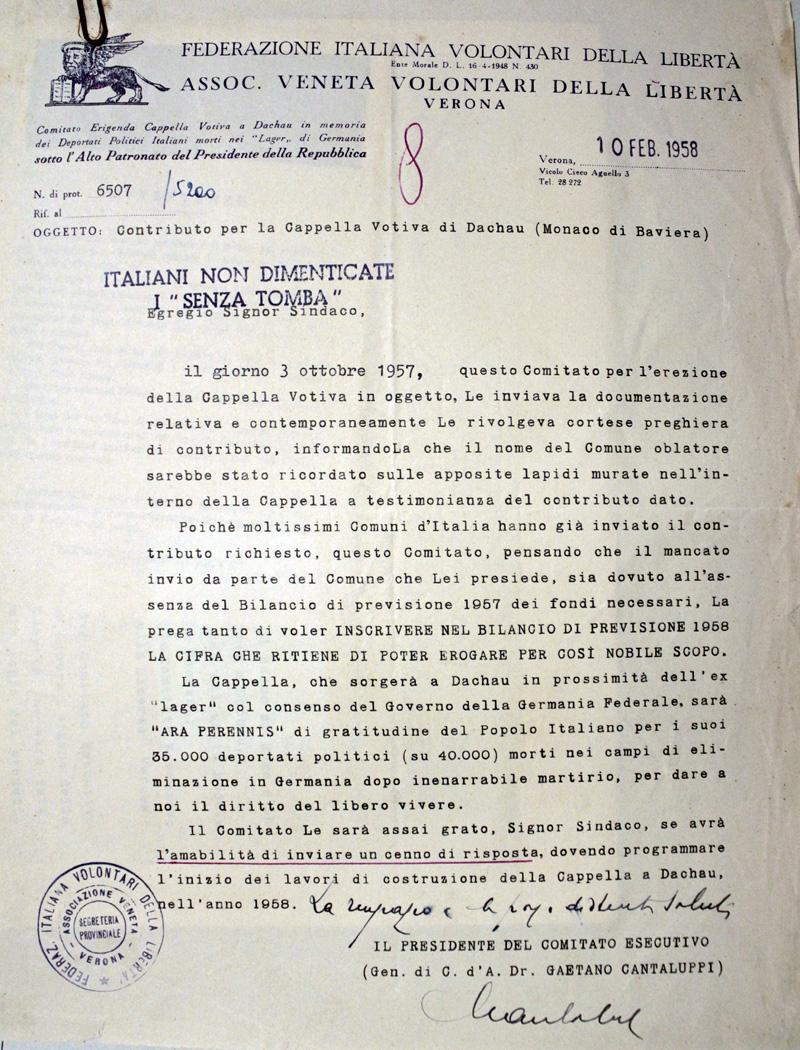 FEDERAZIONE ITALIANA VOLONTARI DELLA LIBERTÀ
Ente Morale D. L. 16-4-1948 N. 430
ASSOC. VENETA VOLONTARI DELLA LIBERTÀ
VERONA
Comitato Erigenda Cappella Votiva a Dachau in memoria
dei Deportati Politici Italiani morti nei "Lager„ di Germania
sotto l'Alto Patronato del Presidente della Repubblica
8
Verona, 10 FEB. 1958
Vicolo Cieco Agnello 3
Tel. 28 272
N. di prot. 6507 /5200
Rif. al
OGGETTO: Contributo per la Cappella Votiva di Dachau (Monaco di Baviera)
ITALIANI NON DIMENTICATE
I "SENZA TOMBA"
Egregio Signor Sindaco,
il giorno 3 ottobre 1957, questo Comitato per l'erezione
della Cappella Votiva in oggetto, Le inviava la documentazione
relativa e contemporaneamente Le rivolgeva cortese preghiera
di contributo, informandoLa che il nome del Comune oblatore
sarebbe stato ricordato sulle apposite lapidi murate nell'in-
terno della Cappella a testimonianza del contributo dato.
Poichè moltissimi Comuni d'Italia hanno già inviato il con-
tributo richiesto, questo Comitato, pensando che il mancato
invio da parte del Comune che Lei presiede, sia dovuto all'as-
senza del Bilancio di previsione 1957 dei fondi necessari, La
prega tanto di voler INSCRIVERE NEL BILANCIO DI PREVISIONE 1958
LA CIFRA CHE RITIENE DI POTER EROGARE PER COSÌ NOBILE SCOPO.
La Cappella, che sorgerà a Dachau in prossimità dell'ex
"lager" col consenso del Governo della Germania Federale, sarà
"ARA PERENNIS" di gratitudine del Popolo Italiano per i suoi
35.000 deportati politici (su 40.000) morti nei campi di eli-
minazione in Germania dopo inenarrabile martirio, per dare a
noi il diritto del libero vivere.
Il Comitato Le sarà assai grato, Signor Sindaco, se avrà
l'amabilità di inviare un cenno di risposta, dovendo programmare
l'inizio dei lavori di costruzione della Cappella a Dachau,
nell'anno 1958. La ringrazio e
IL PRESIDENTE DEL COMITATO ESECUTIVO
(Gen. di C. d'A. Dr. GAETANO CANTALUPPI)
FEDERAZ ITALIANA VOLONTARI DELLA LIBERTA'
ASSOCIAZIONE VENETA
SEGRETERIA
PROVINCIALE
VERONA